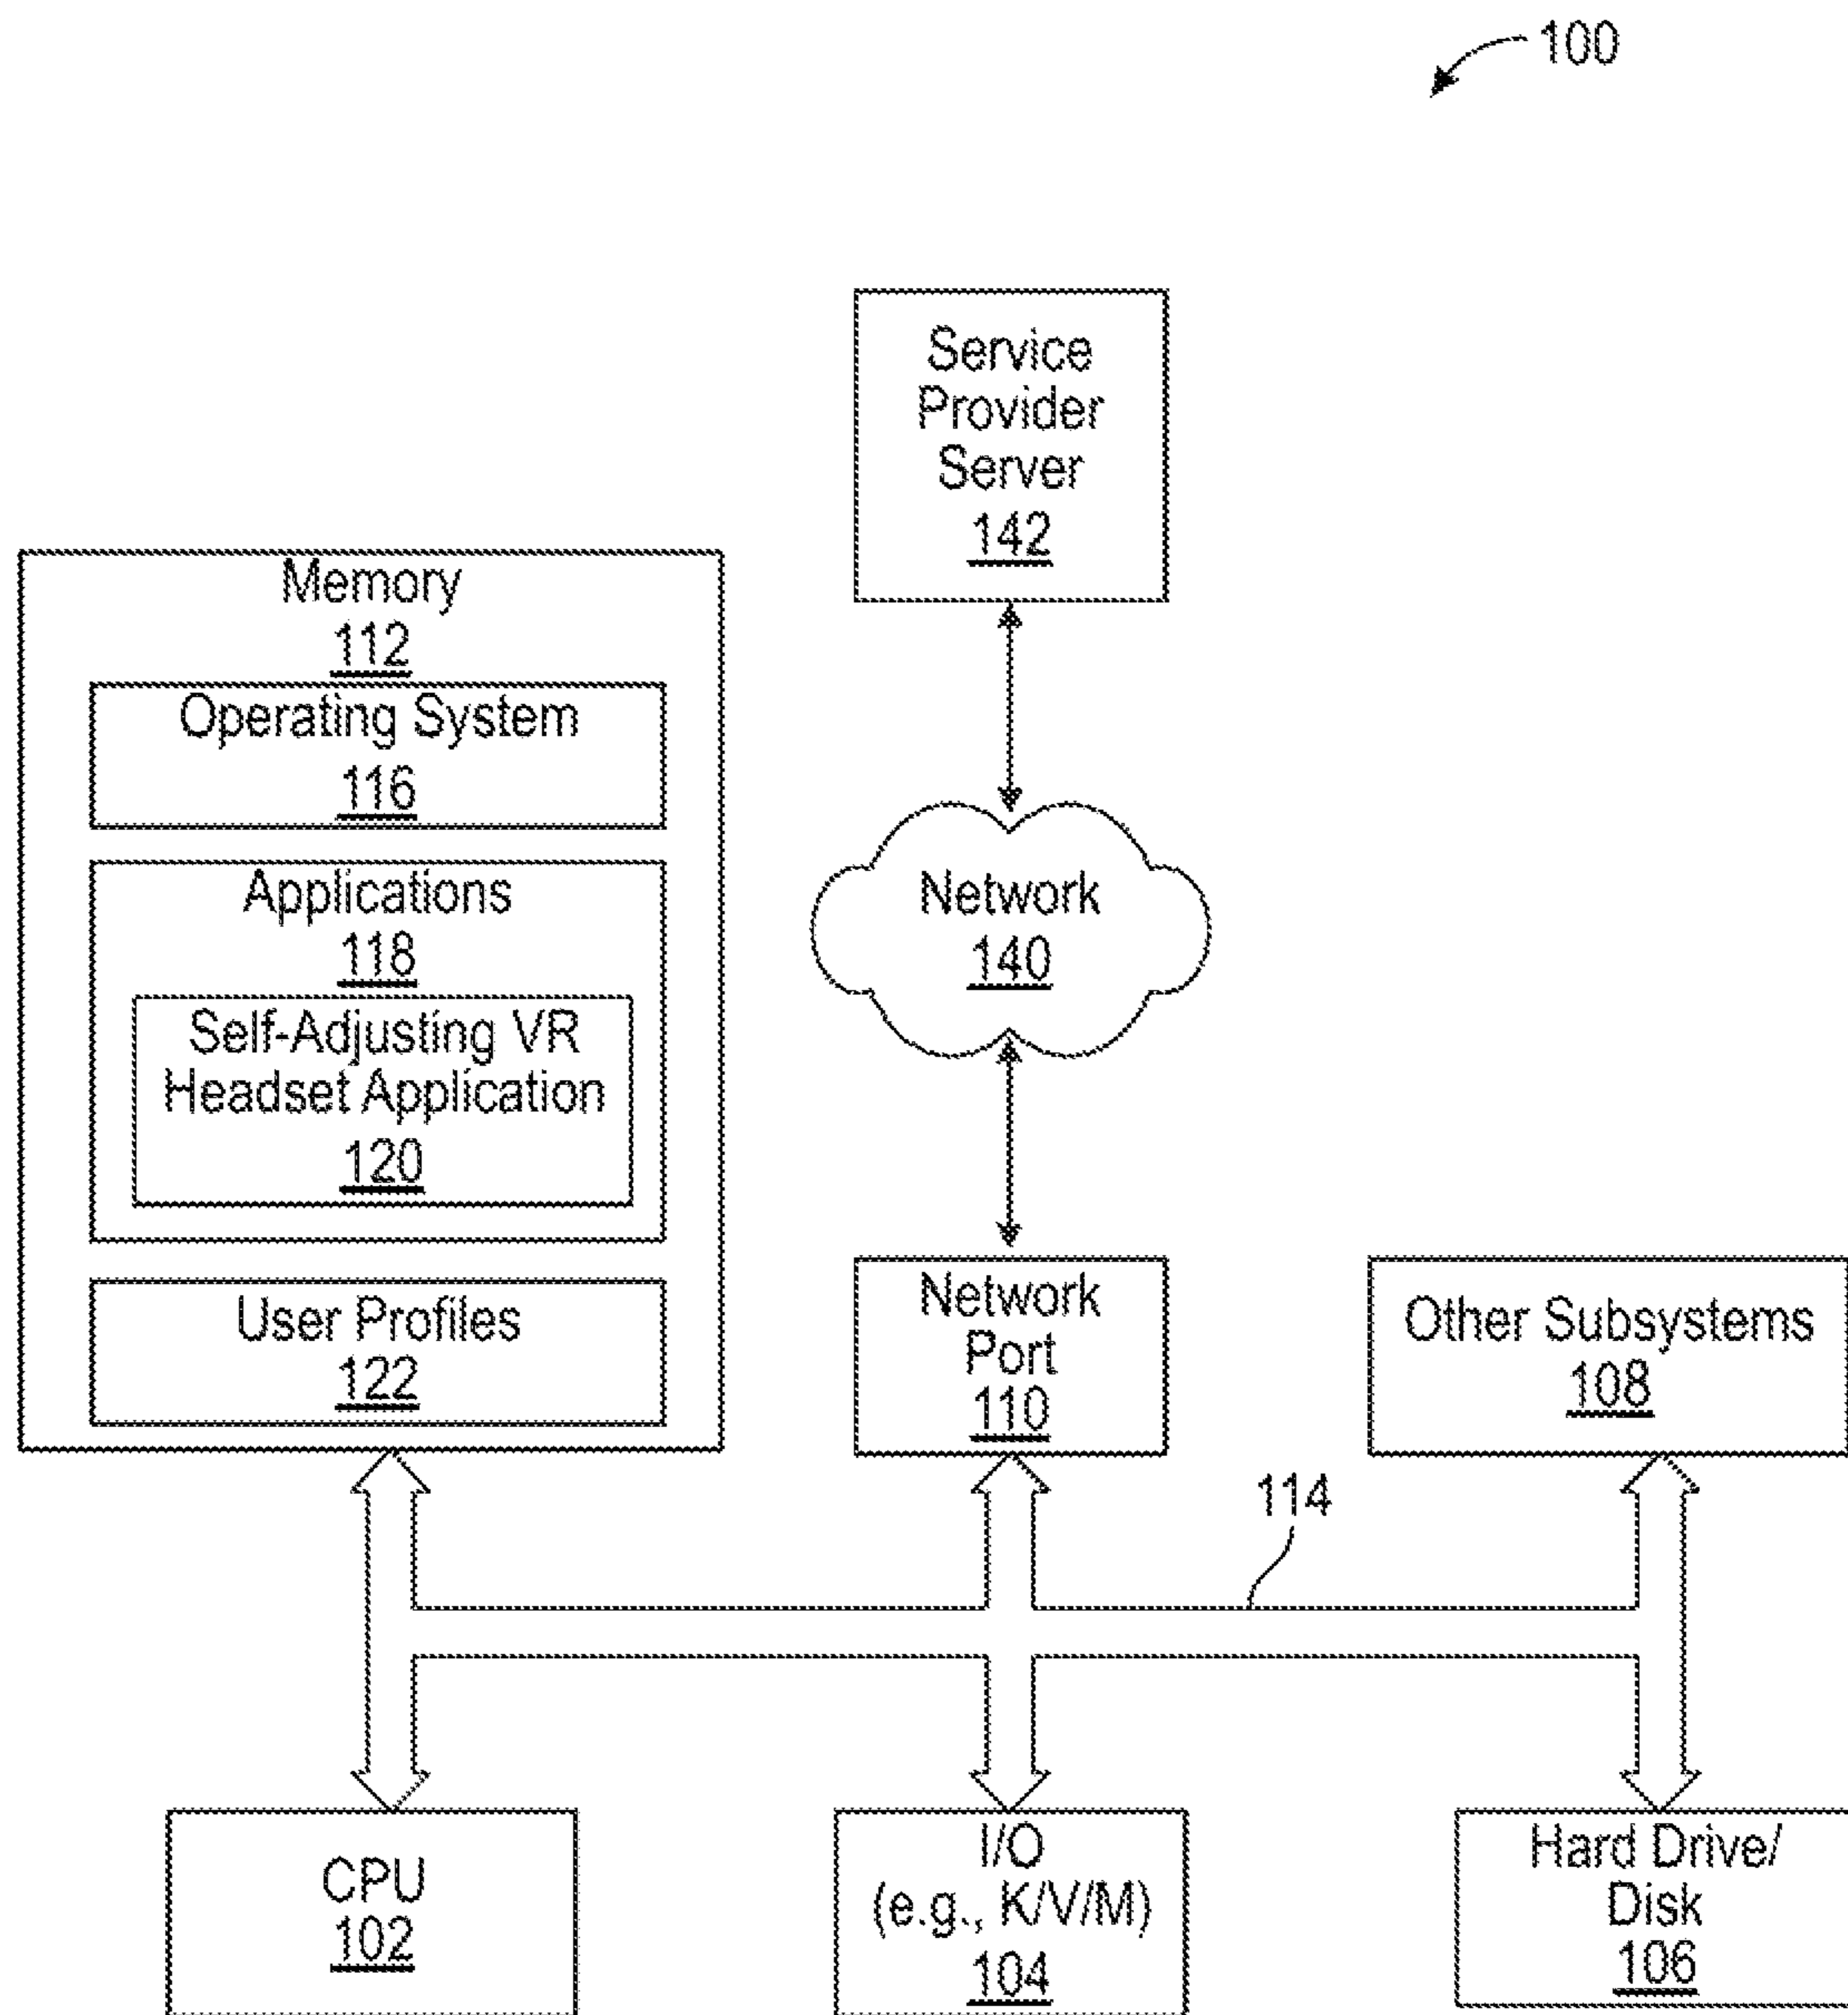 100
Service
Provider
Server
142
Memory
112
Operating System
116
Applications
118
Self-Adjusting VR
Headset Application
120
User Profiles
122
Network
140
Network
Port
110
Other Subsystems
108
114
CPU
102
I/O
(e.g., K/V/M)
104
Hard Drive/
Disk
106